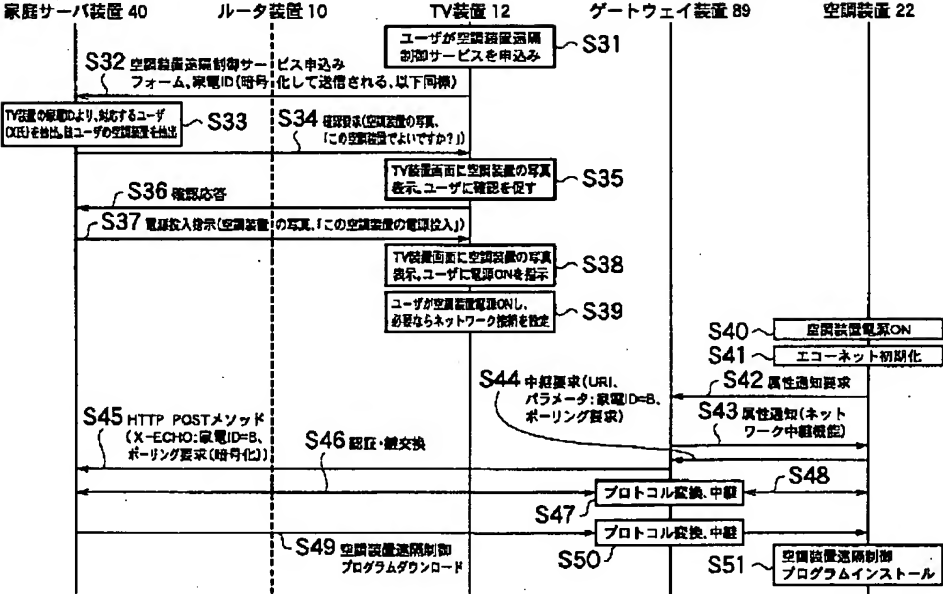 家庭サーバ装置 40
ルータ装置 10
TV装置 12
ゲートウェイ装置 89
空調装置 22
ユーザが空調装置遠隔
制御サービスを申込み
S31
S32 空調装置遠隔制御サービス申込み
フォーム、家電ID(暗号化して送信される、以下同様)
TV装置の家電IDより、対応するユーザ
を抽出。該ユーザの空調装置を抽出
S33
S34 確認要求(空調装置の写真、
「この空調装置でよいですか?」)
TV装置画面に空調装置の写真
表示、ユーザに確認を促す
S35
S36 確認応答
S37 電源投入指示(空調装置の写真、「この空調装置の電源投入」)
TV装置画面に空調装置の写真
表示、ユーザに電源ONを指示
S38
ユーザが空調装置電源ONし、
必要ならネットワーク接続を設定
S39
S40 空調装置電源ON
S41 エコーネット初期化
S42 属性通知要求
S43 属性通知(ネット
ワーク中継機能)
S44 中継要求(URI、
パラメータ:家電ID=B、
ポーリング要求)
S45 HTTP POSTメソッド
(X-ECHO:家電ID=B、
ポーリング要求(暗号化))
S46 認証・鍵交換
プロトコル変換、中継
S47
S48
S49 空調装置遠隔制御
プログラムダウンロード
プロトコル変換、中継
S50
S51 空調装置遠隔制御
プログラムインストール